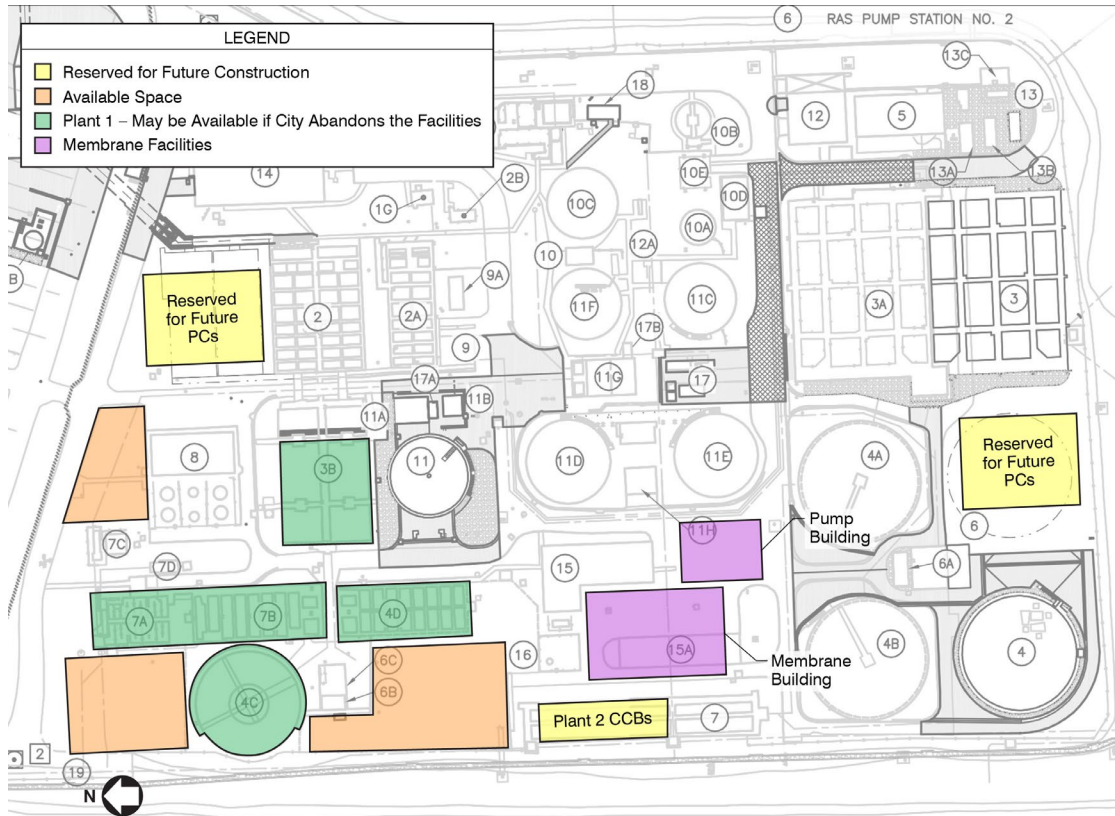 6 RAS PUMP STATION NO. 2
LEGEND
Reserved for Future Construction
Available Space
Plant 1 – May be Available if City Abandons the Facilities
Membrane Facilities
18
13C
13
12
5
10B
14
2B
10E
13A
13B
1G
10C
10D
10A
B
12A
10
9A
Reserved
for Future
PCs
2
2A
11F
11C
3A
3
17B
9
11G
17
17A
11B
11A
8
3B
11
11D
11E
4A
Reserved
for Future
PCs
6
11H
Pump
Building
7C
7D
15
6A
7A
7B
4D
16
15A
4B
4
6C
6B
Membrane
Building
4C
Plant 2 CCBs
7
2
19
N